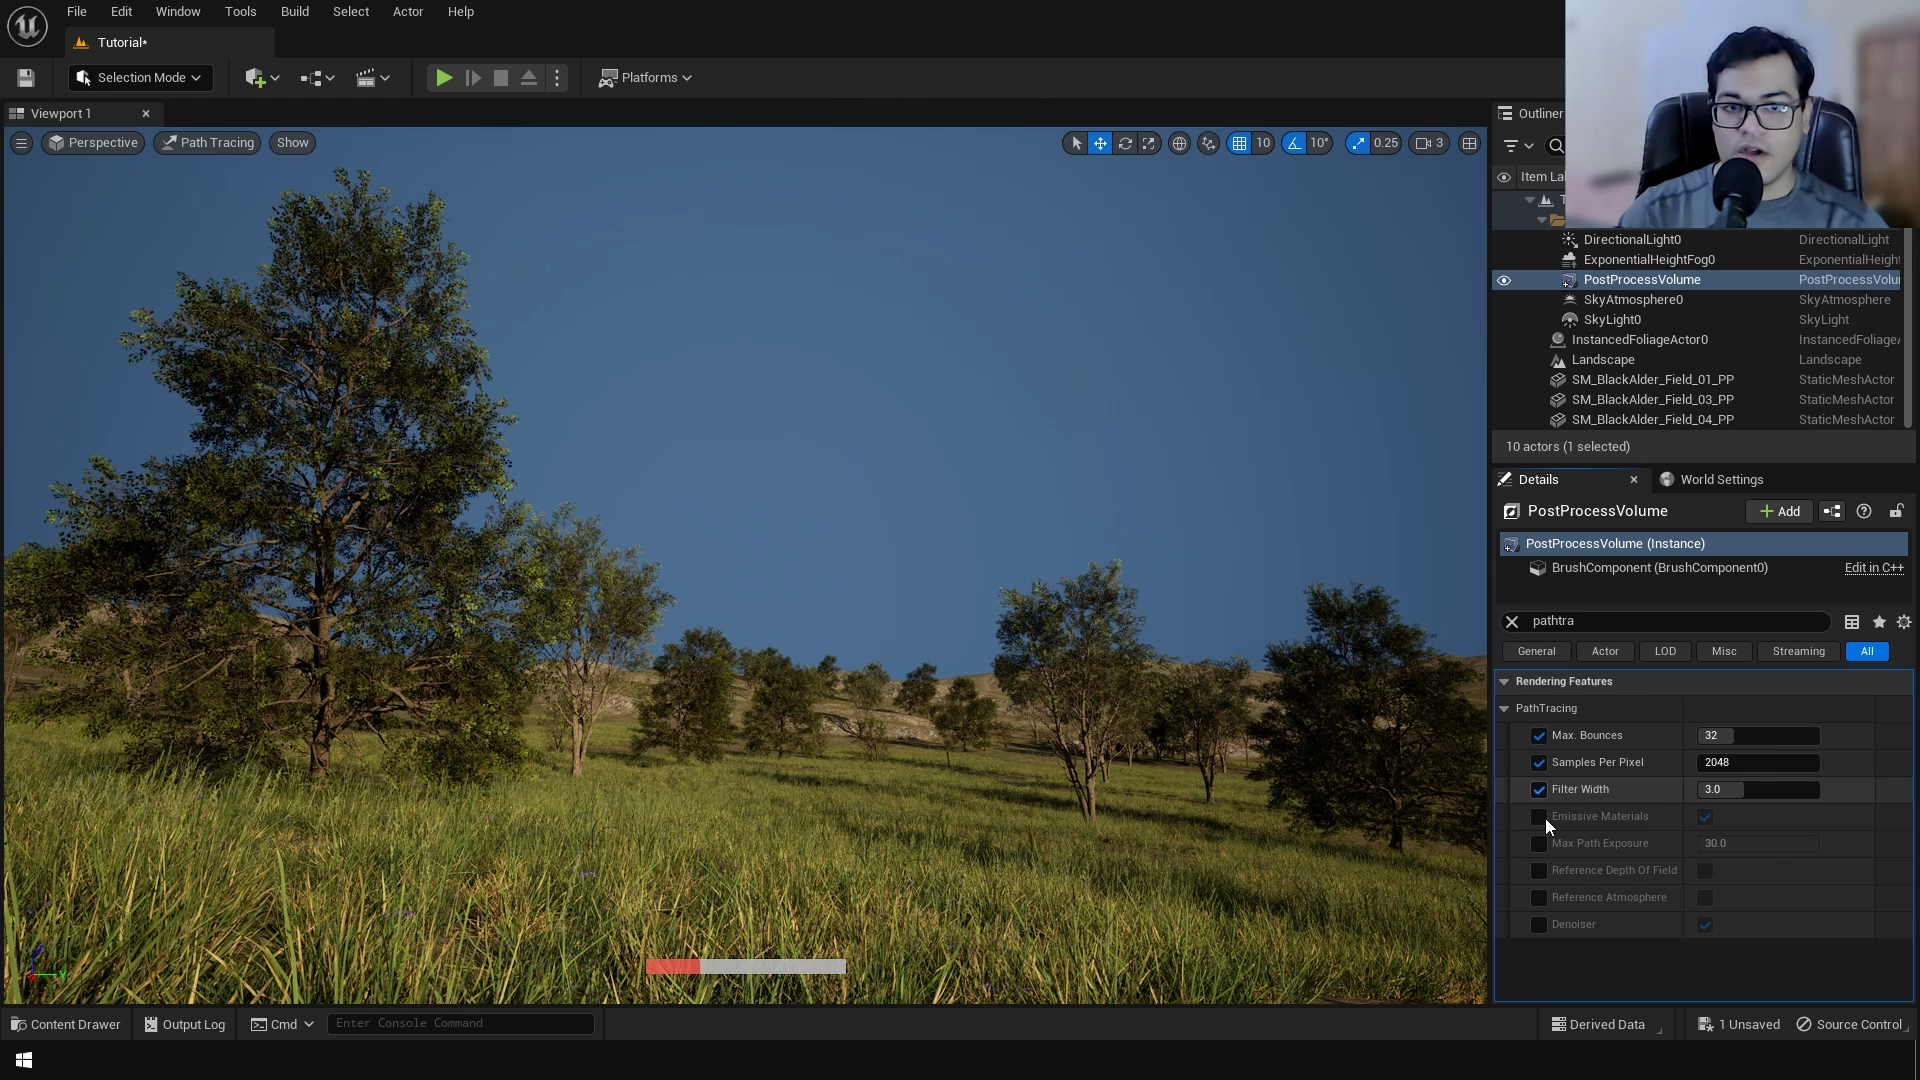 File Edit Window Tools Build Select Actor Help
Tutorial*
Selection Mode
Platforms
Viewport 1
Outliner
Perspective Path Tracing Show
10 10° 0.25 3
Item La
DirectionalLight0 DirectionalLight
ExponentialHeightFog0 ExponentialHeight
PostProcessVolume PostProcessVolu
SkyAtmosphere0 SkyAtmosphere
SkyLight0 SkyLight
InstancedFoliageActor0 InstancedFoliageA
Landscape Landscape
SM_BlackAlder_Field_01_PP StaticMeshActor
SM_BlackAlder_Field_03_PP StaticMeshActor
SM_BlackAlder_Field_04_PP StaticMeshActor
10 actors (1 selected)
Details World Settings
PostProcessVolume Add
PostProcessVolume (Instance)
BrushComponent (BrushComponent0) Edit in C++
pathtra
General Actor LOD Misc Streaming All
Rendering Features
PathTracing
Max. Bounces 32
Samples Per Pixel 2048
Filter Width 3.0
Emissive Materials
Max Path Exposure 30.0
Reference Depth Of Field
Reference Atmosphere
Denoiser
Content Drawer Output Log Cmd Enter Console Command Derived Data 1 Unsaved Source Control